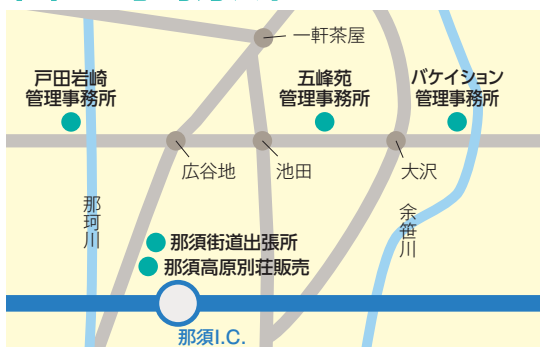 一軒茶屋
戸田岩崎
管理事務所
五峰苑
管理事務所
バケイション
管理事務所
広谷地
池田
大沢
那珂川
余笹川
那須街道出張所
那須高原別荘販売
那須I.C.